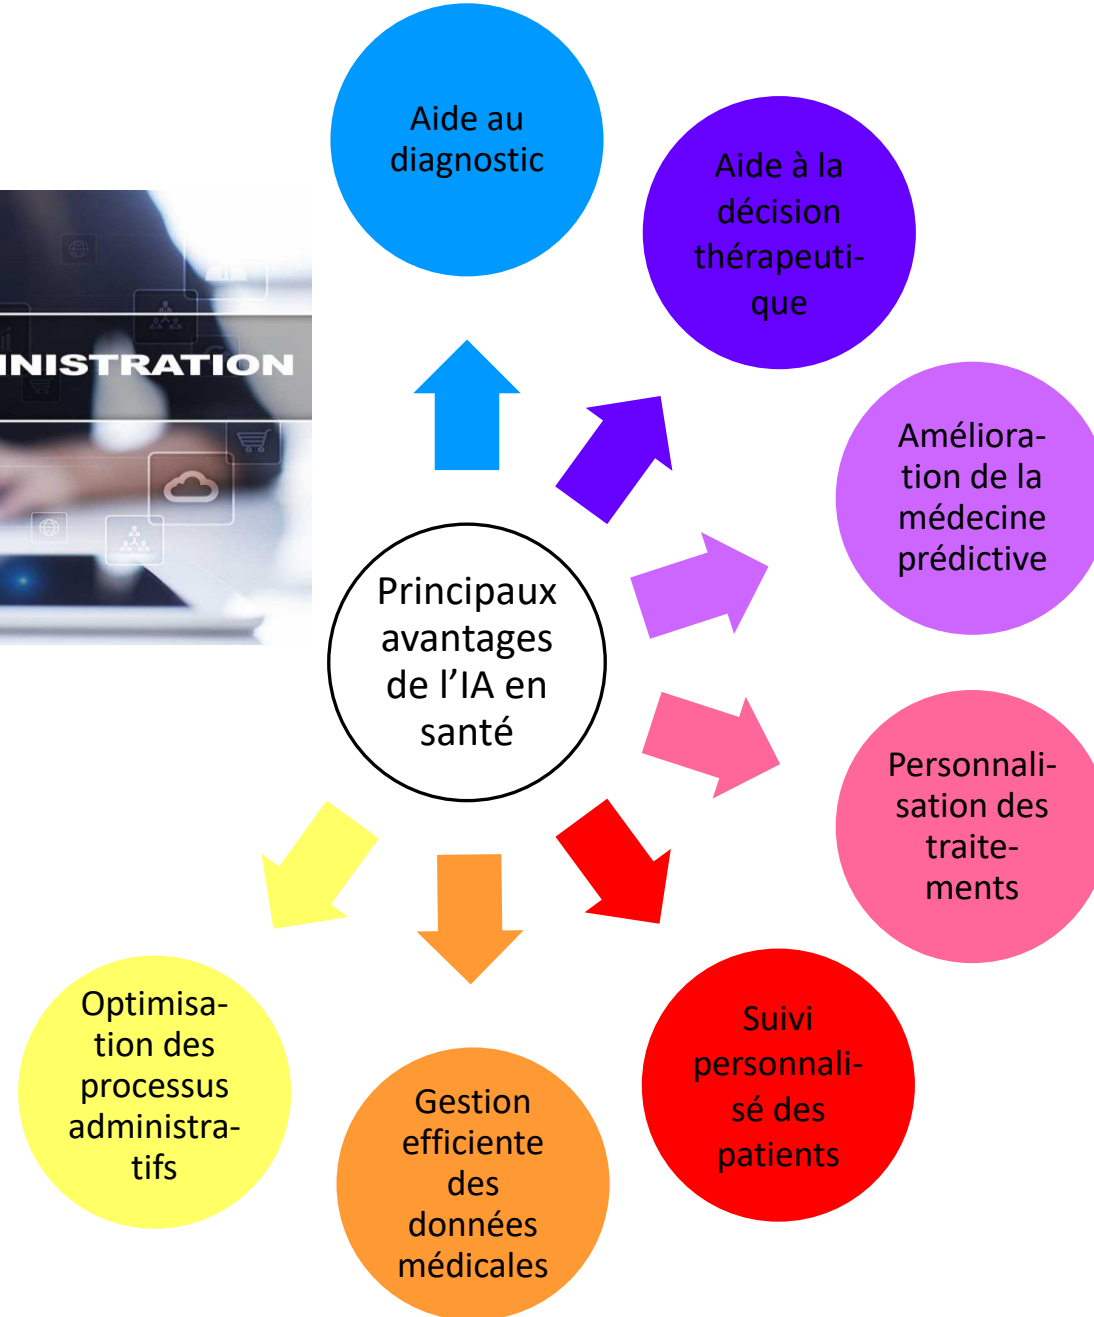 Aide au
diagnostic
Aide à la
décision
thérapeuti-
que
Améliora-
tion de la
médecine
prédictive
Personnali-
sation des
traite-
ments
Suivi
personnali-
sé des
patients
Gestion
efficiente
des
données
médicales
Optimisa-
tion des
processus
administra-
tifs
Principaux
avantages
de l’IA en
santé
NISTRATION